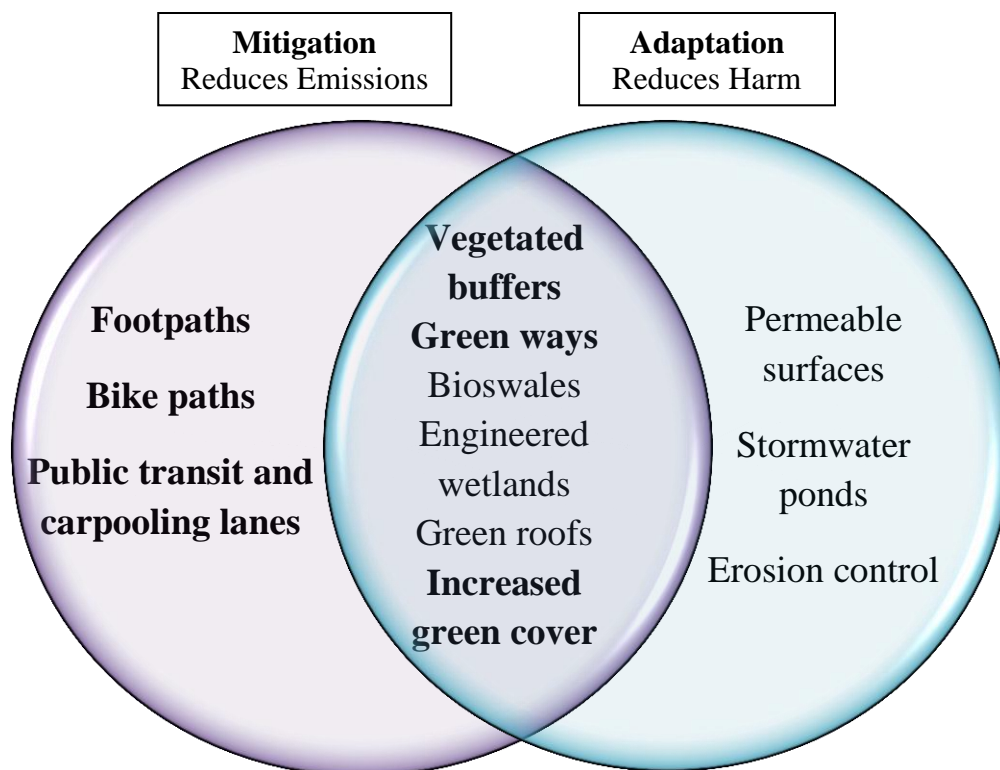 Mitigation
Reduces Emissions
Adaptation
Reduces Harm
Footpaths
Bike paths
Public transit and
carpooling lanes
Vegetated
buffers
Green ways
Bioswales
Engineered
wetlands
Green roofs
Increased
green cover
Permeable
surfaces
Stormwater
ponds
Erosion control